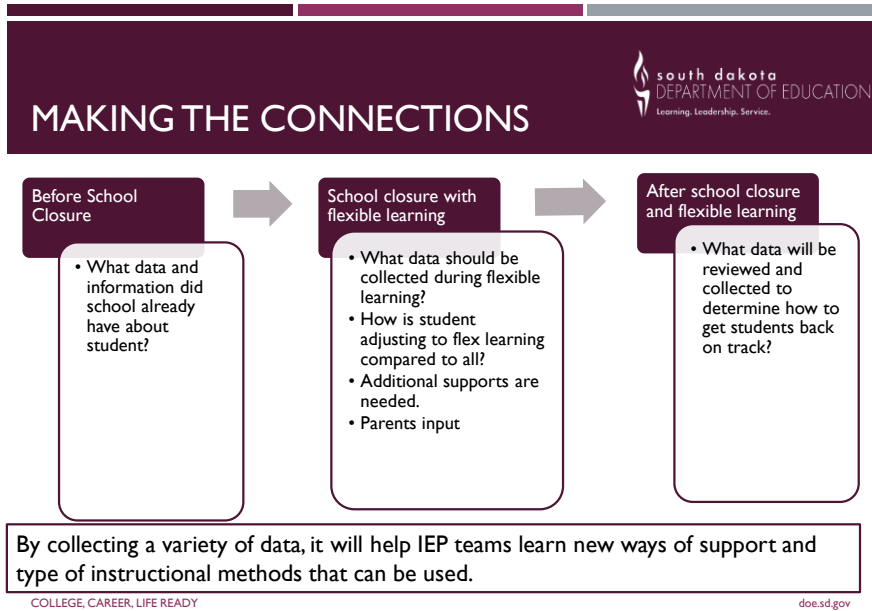 south dakota
DEPARTMENT OF EDUCATION
Learning. Leadership. Service.
MAKING THE CONNECTIONS
Before School
Closure
• What data and
information did
school already
have about
student?
School closure with
flexible learning
• What data should be
collected during flexible
learning?
• How is student
adjusting to flex learning
compared to all?
• Additional supports are
needed.
• Parents input
After school closure
and flexible learning
• What data will be
reviewed and
collected to
determine how to
get students back
on track?
By collecting a variety of data, it will help IEP teams learn new ways of support and
type of instructional methods that can be used.
COLLEGE, CAREER, LIFE READY
doe.sd.gov